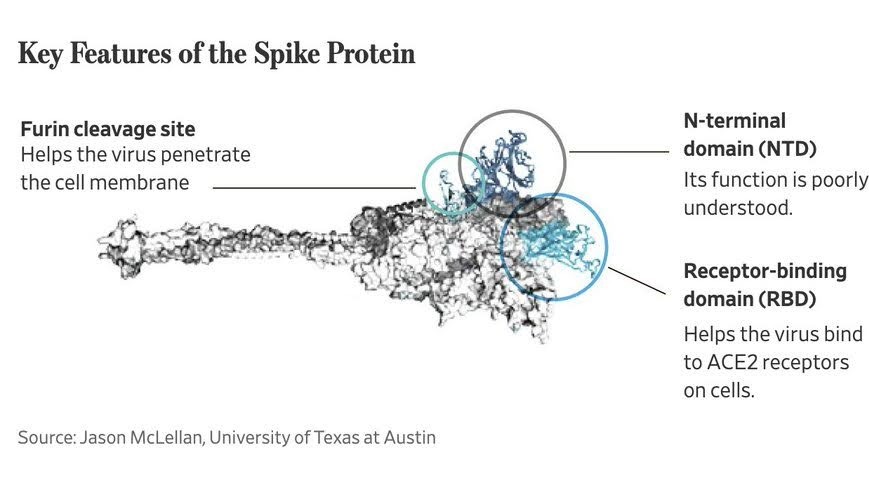 Key Features of the Spike Protein
Furin cleavage site
Helps the virus penetrate
the cell membrane
N-terminal
domain (NTD)
Its function is poorly
understood.
Receptor-binding
domain (RBD)
Helps the virus bind
to ACE2 receptors
on cells.
Source: Jason McLellan, University of Texas at Austin